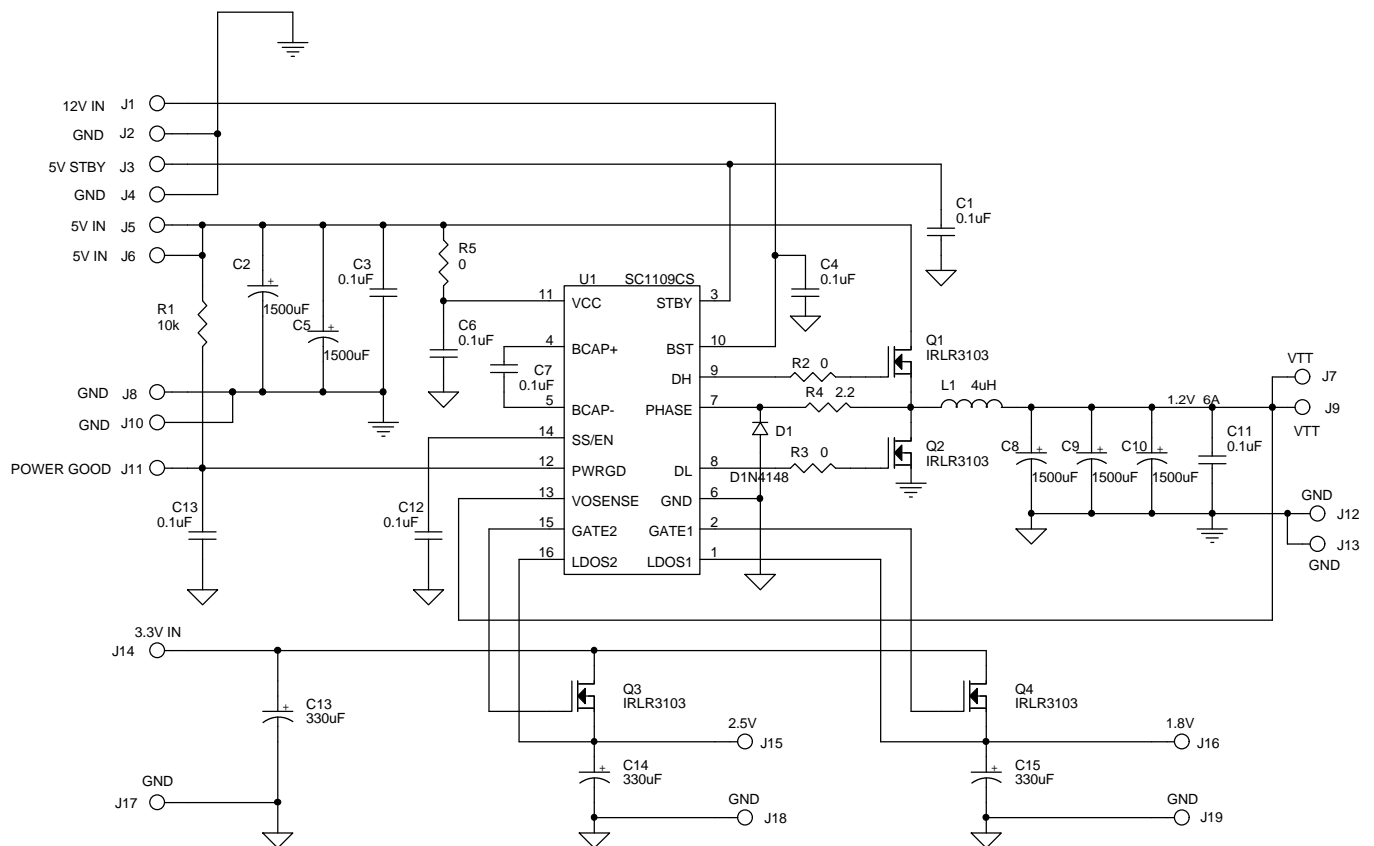 12V IN J1
GND J2
5V STBY J3
GND J4
5V IN J5
5V IN J6
C1
0.1uF
C2
1500uF
C5
1500uF
C3
0.1uF
R5
0
C4
0.1uF
R1
10k
C6
0.1uF
C7
0.1uF
U1 SC1109CS
11 VCC
STBY 3
4 BCAP+
BST 10
DH 9
5 BCAP-
PHASE 7
14 SS/EN
12 PWRGD
DL 8
13 VOSENSE
GND 6
15 GATE2
GATE1 2
16 LDOS2
LDOS1 1
R2 0
R4 2.2
R3 0
D1
D1N4148
Q1
IRLR3103
Q2
IRLR3103
L1 4uH
1.2V 6A
VTT
J7
J9
VTT
C8
1500uF
C9
1500uF
C10
1500uF
C11
0.1uF
GND
J12
J13
GND
GND J8
GND J10
POWER GOOD J11
C13
0.1uF
C12
0.1uF
3.3V IN
J14
C13
330uF
GND
J17
Q3
IRLR3103
2.5V
J15
C14
330uF
GND
J18
Q4
IRLR3103
1.8V
J16
C15
330uF
GND
J19